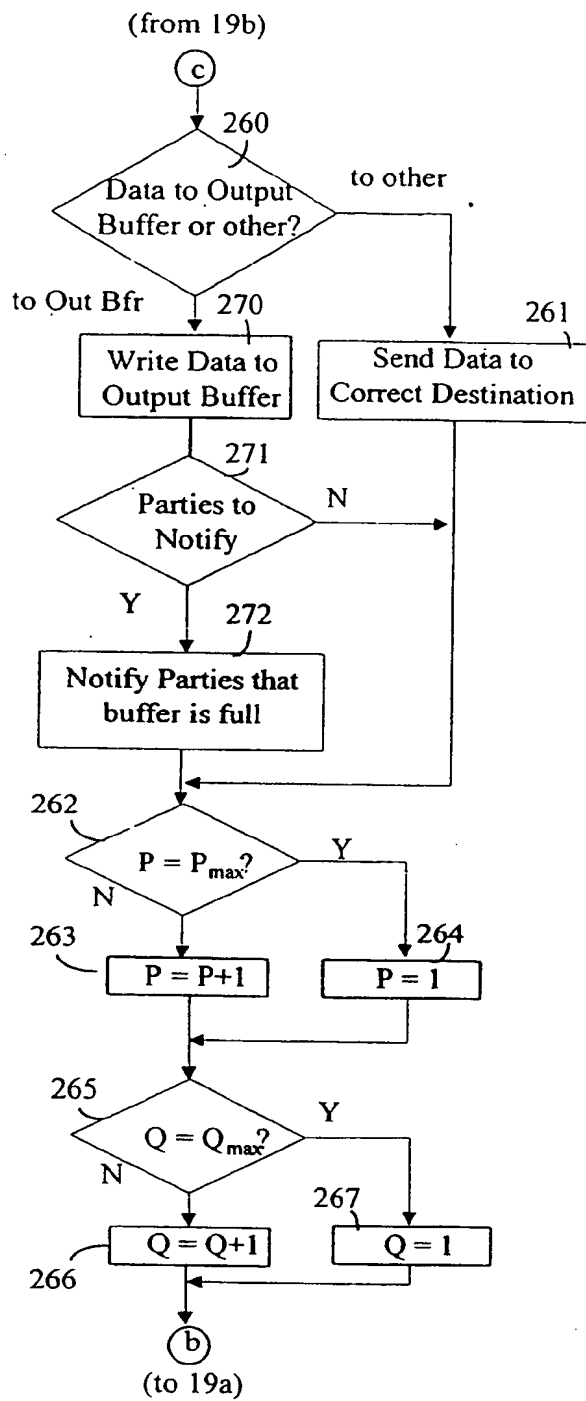 (from 19b)
c
260
Data to Output
Buffer or other?
to other
to Out Bfr
270
261
Write Data to
Output Buffer
Send Data to
Correct Destination
271
Parties to
Notify
N
Y
272
Notify Parties that
buffer is full
262
P = Pmax?
Y
N
263
264
P = P+1
P = 1
265
Q = Qmax?
Y
N
267
Q = Q+1
Q = 1
266
b
(to 19a)